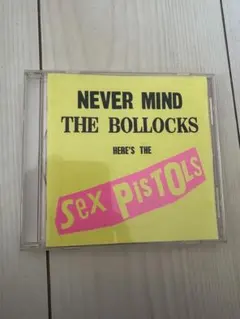 NEVER MIND
THE BOLLOCKS
HERE'S THE
Sex PisTOls